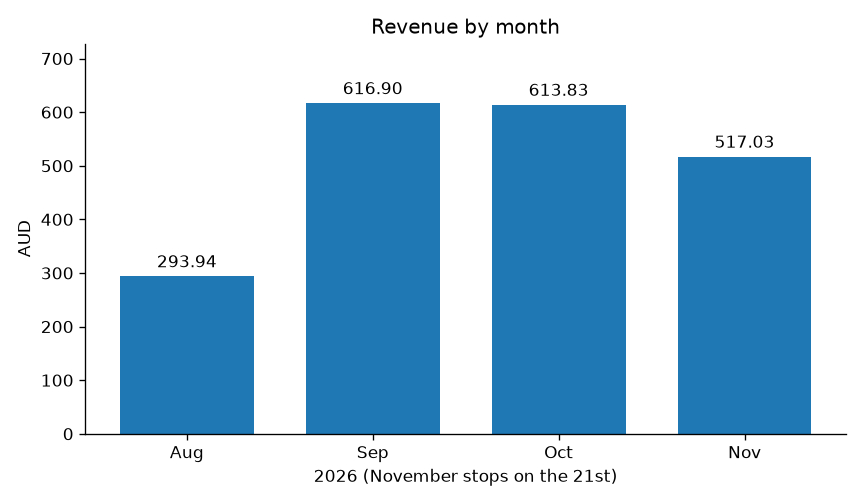 Revenue by month
700
600
500
400
300
200
100
0
AUD
293.94
616.90
613.83
517.03
Aug
Sep
Oct
Nov
2026 (November stops on the 21st)